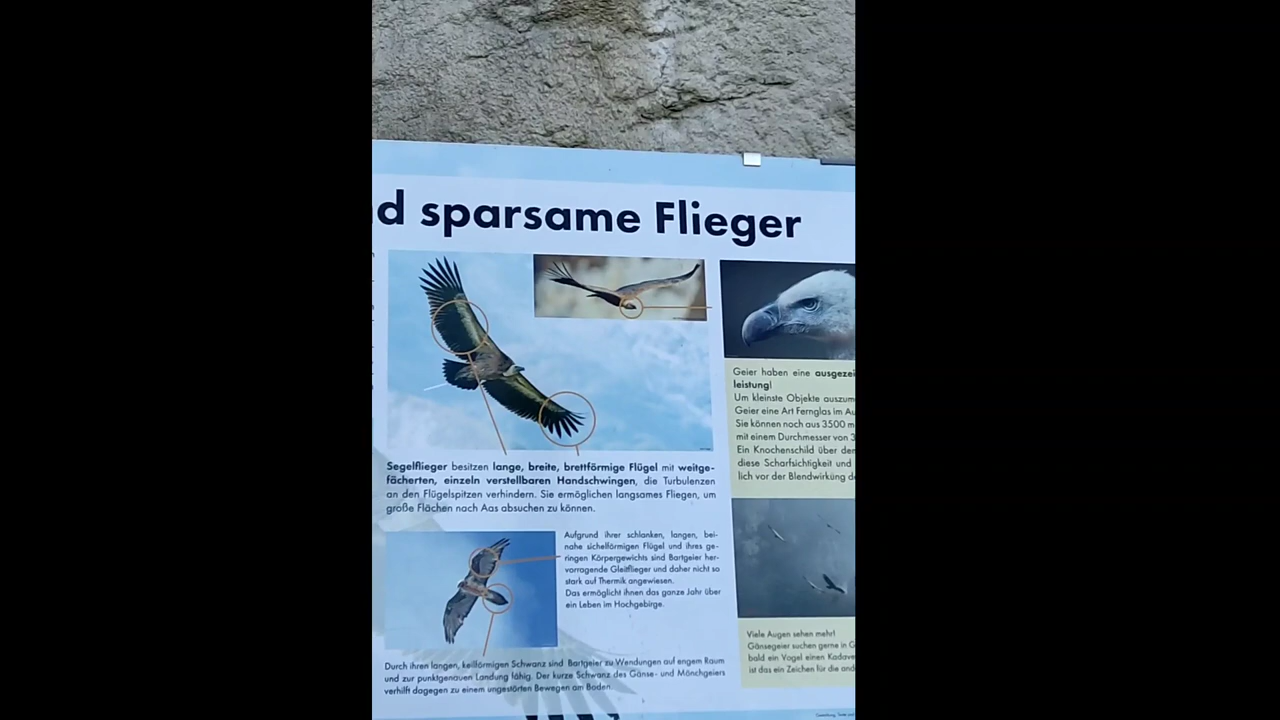 d sparsame Flieger
Segelflieger besitzen lange, breite, brettförmige Flügel mit weitge-
fächerten, einzeln verstellbaren Handschwingen, die Turbulenzen
an den Flügelspitzen verhindern. Sie ermöglichen langsames Fliegen, um
große Flächen nach Aas absuchen zu können.
Aufgrund ihrer schlanken, langen, bei-
nahe sichelförmigen Flügel und ihres ge-
ringen Körpergewichts sind Bartgeier her-
vorragende Gleitflieger und daher nicht so
stark auf Thermik angewiesen.
Das ermöglicht ihnen das ganze Jahr über
ein Leben im Hochgebirge.
Durch ihren langen, keilförmigen Schwanz sind Bartgeier zu Wendungen auf engem Raum
und zur punktgenauen Landung fähig. Der kurze Schwanz des Gänse- und Mönchgeiers
verhilft dagegen zu einem ungestörten Bewegen am Boden.
Geier haben eine ausgezei
leistung!
Um kleinste Objekte auszum
Geier eine Art Fernglas im Au
Sie können noch aus 3500 m
mit einem Durchmesser von 3
Ein Knochenschild über den
diese Scharfsichtigkeit und
lich vor der Blendwirkung de
Viele Augen sehen mehr!
Gänsegeier suchen gerne in G
bald ein Vogel einen Kadave
ist das ein Zeichen für die and